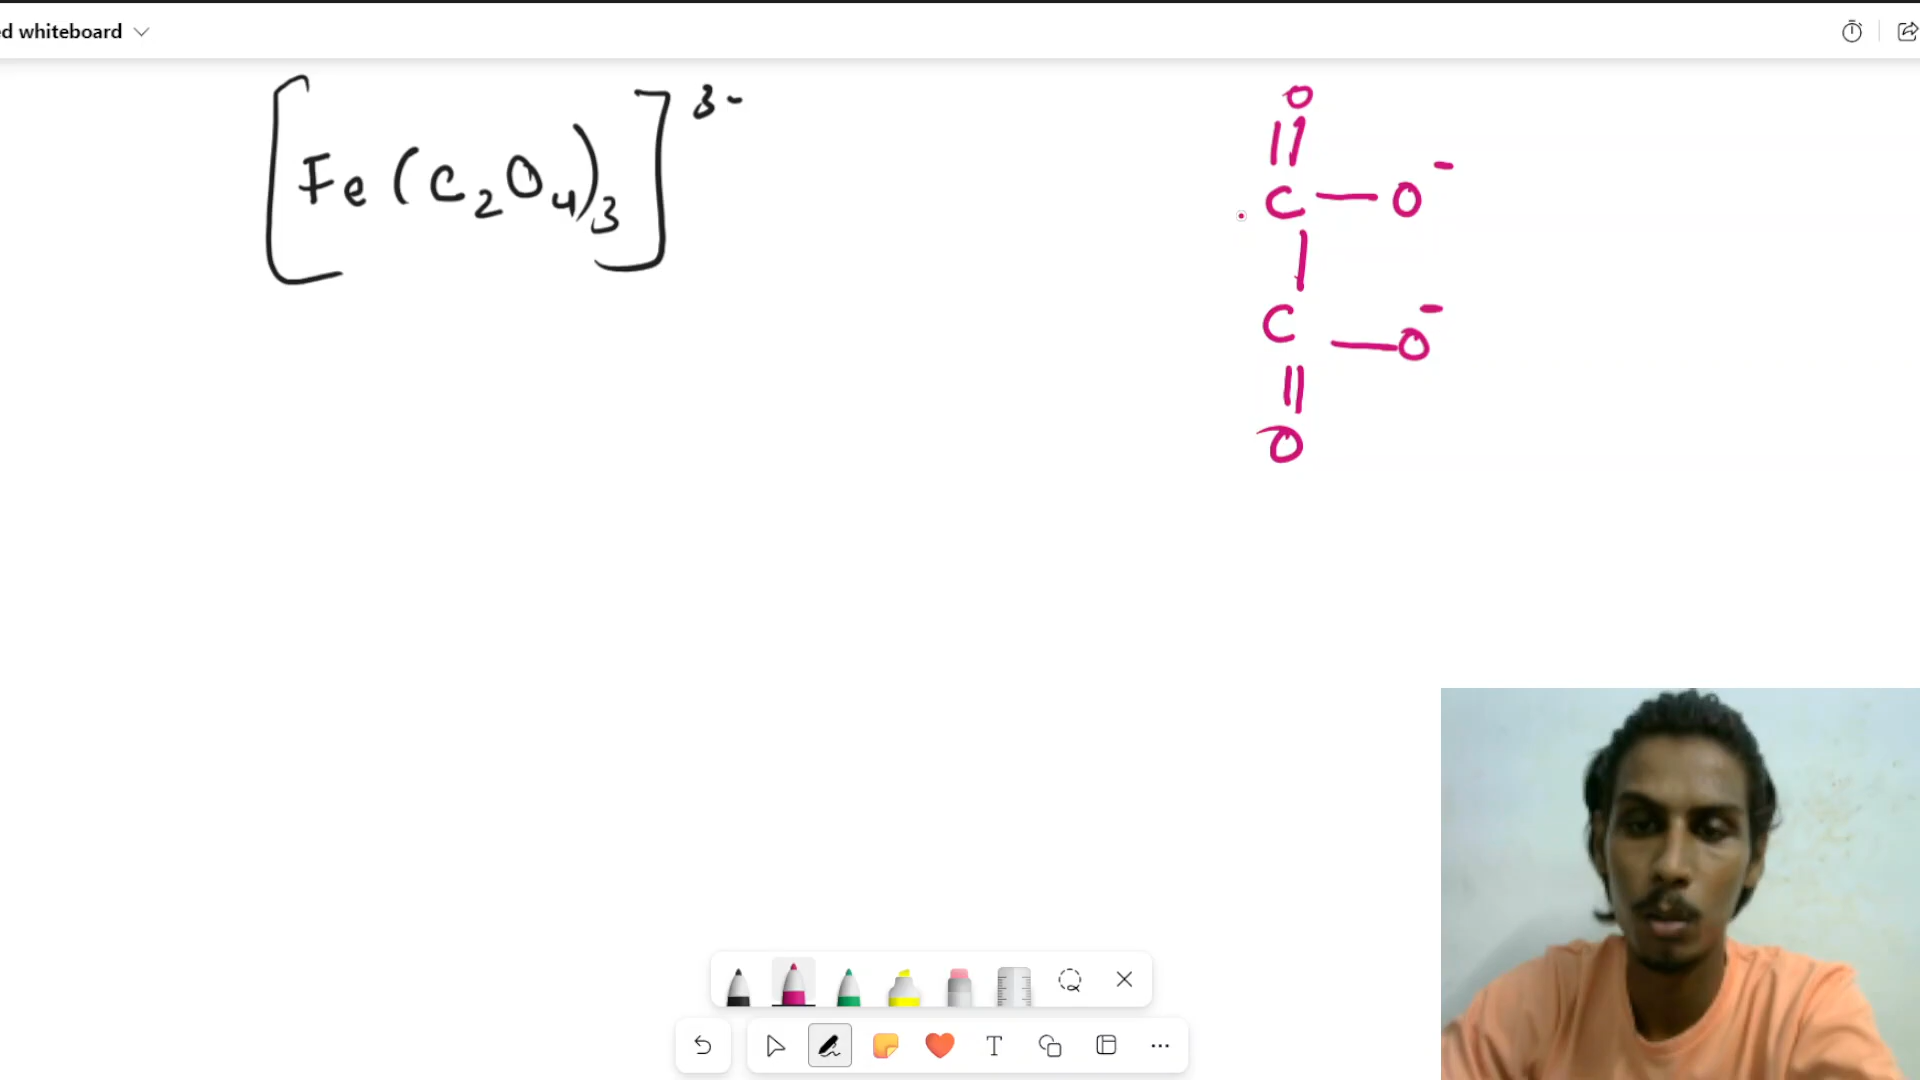 d whiteboard
[Fe(C₂O₄)₃]³⁻
O
||
C — O⁻
|
C — O⁻
||
O
T